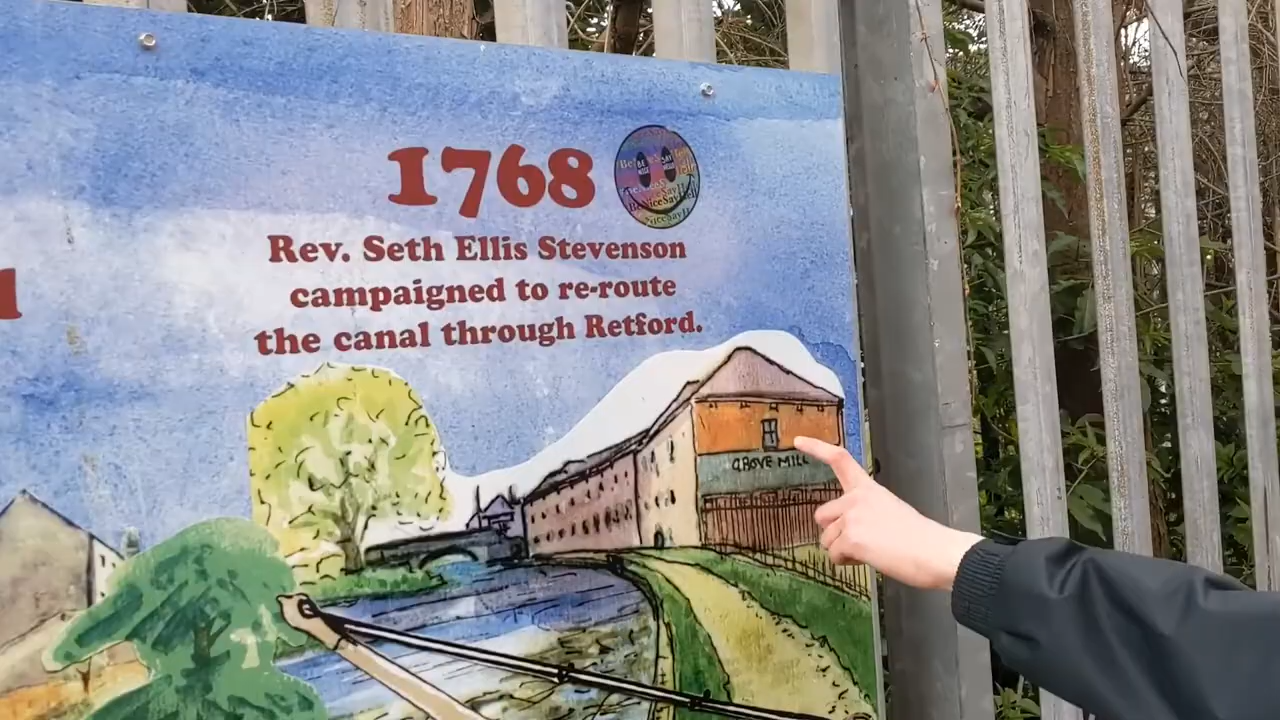 1768
Rev. Seth Ellis Stevenson
campaigned to re-route
the canal through Retford.
GROVE MILL